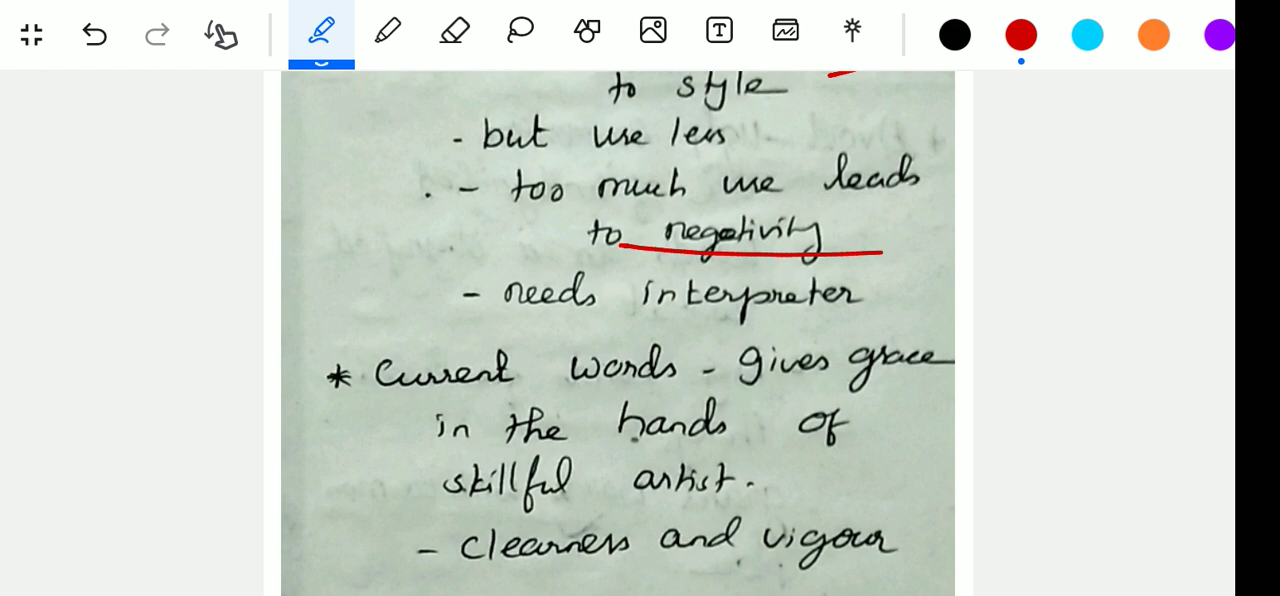 to style
- but use less
. - too much use leads
to negativity
- needs interpreter
* Current words - gives grace
in the hands of
skillful artist.
- clearness and vigour